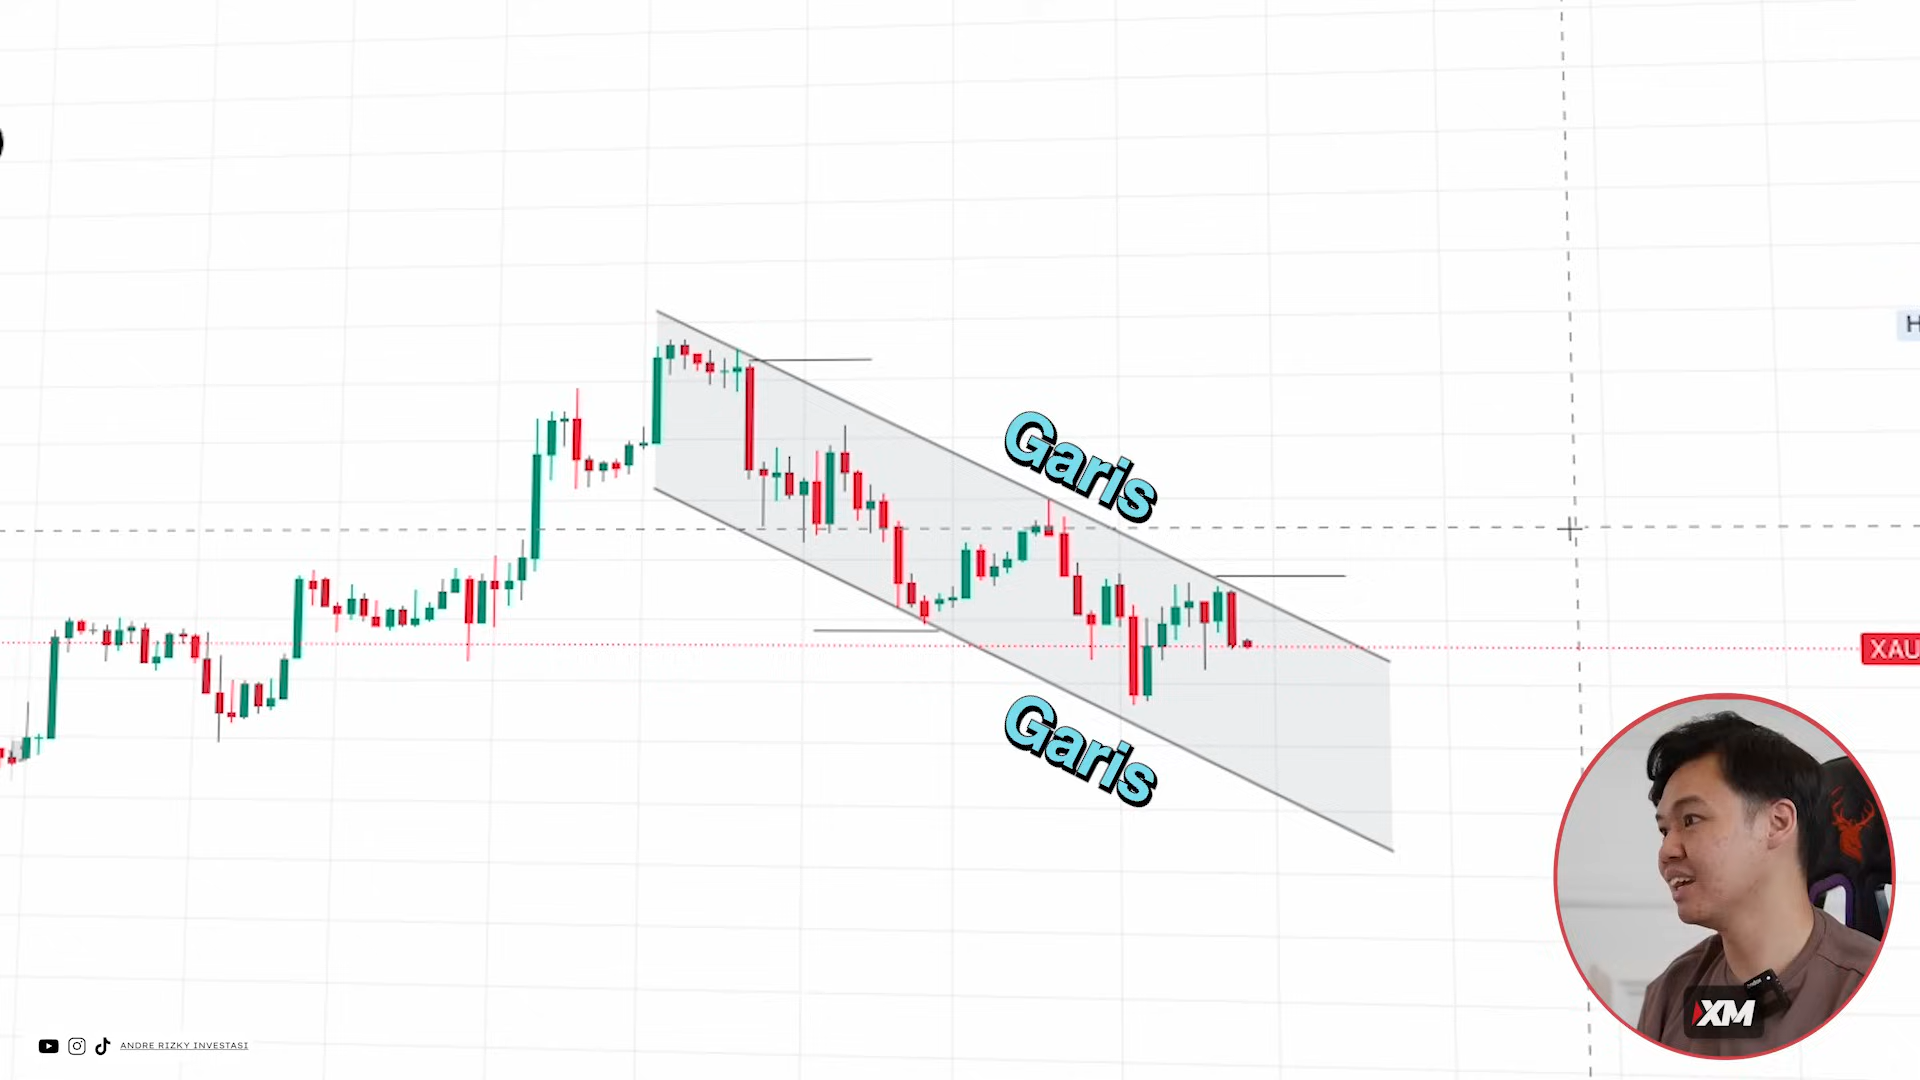 H
Garis
XAU
Garis
XM
ANDRE RIZKY INVESTASI